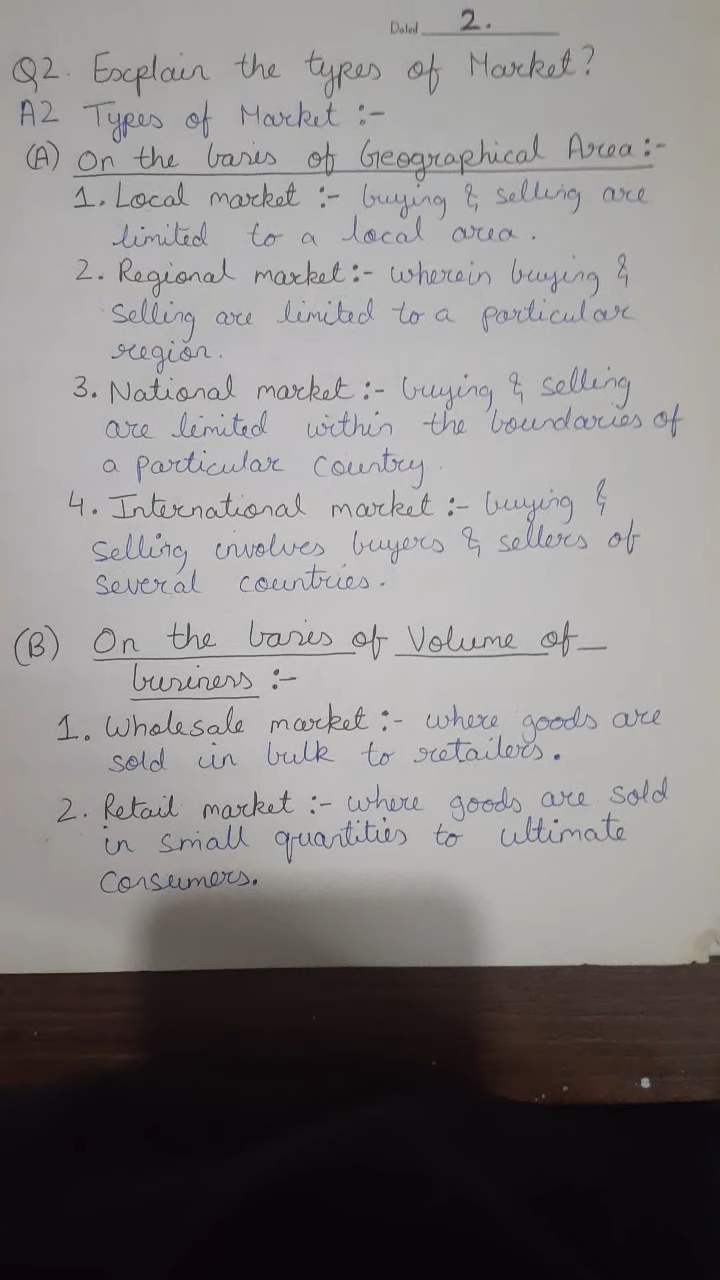 Dated 2.
Q2. Explain the types of Market?
A2 Types of Market :-
(A) On the basis of Geographical Area:-
1. Local market :- buying & selling are
limited to a local area.
2. Regional market:- wherein buying &
selling are limited to a particular
region.
3. National market :- buying & selling
are limited within the boundaries of
a particular country.
4. International market :- buying &
selling involves buyers & sellers of
several countries.
(B) On the basis of Volume of
business :-
1. Wholesale market :- where goods are
sold in bulk to retailers.
2. Retail market :- where goods are sold
in small quantities to ultimate
consumers.